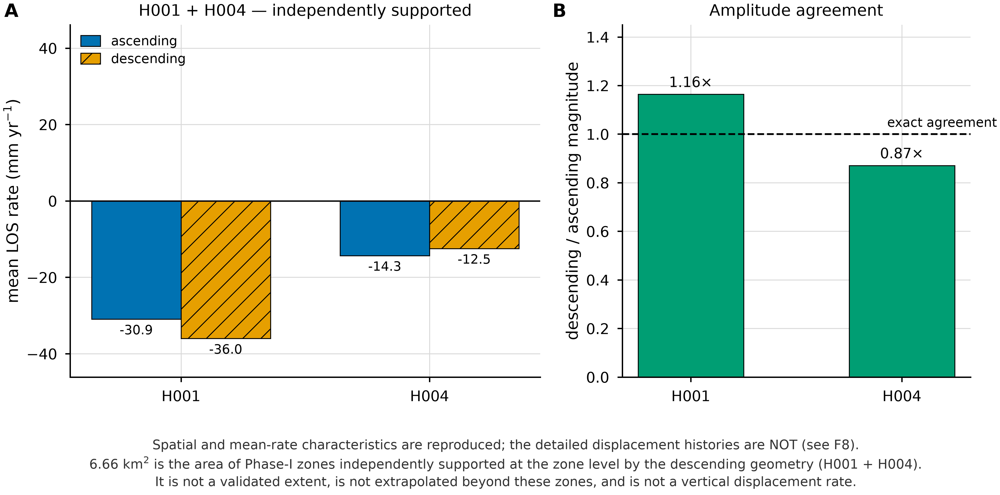 A
H001 + H004 — independently supported
ascending
descending
mean LOS rate (mm yr⁻¹)
40
20
0
−20
−40
-30.9
-36.0
-14.3
-12.5
H001
H004
B
Amplitude agreement
descending / ascending magnitude
1.4
1.2
1.0
0.8
0.6
0.4
0.2
0.0
1.16×
exact agreement
0.87×
H001
H004
Spatial and mean-rate characteristics are reproduced; the detailed displacement histories are NOT (see F8).
6.66 km² is the area of Phase-I zones independently supported at the zone level by the descending geometry (H001 + H004).
It is not a validated extent, is not extrapolated beyond these zones, and is not a vertical displacement rate.